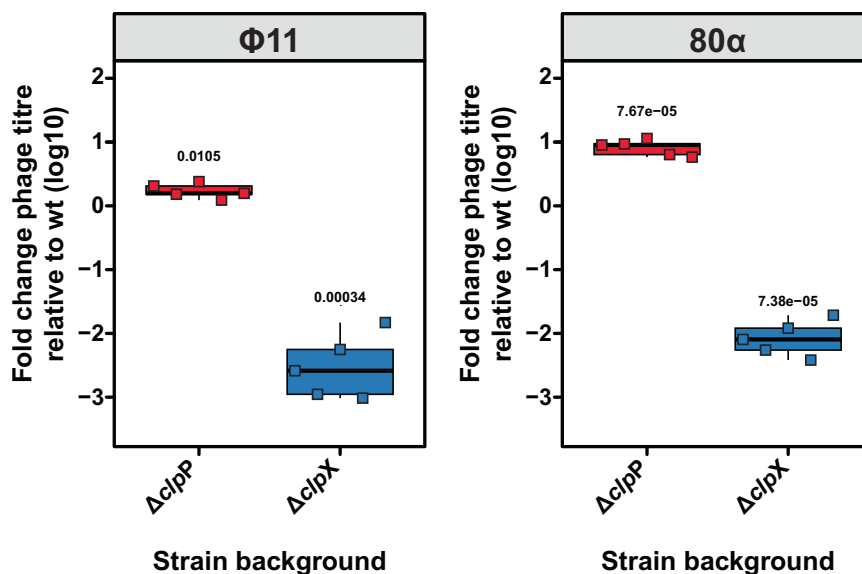 Φ11
80α
Fold change phage titre
relative to wt (log10)
2
1
0
−1
−2
−3
0.0105
0.00034
ΔclpP
ΔclpX
Strain background
Fold change phage titre
relative to wt (log10)
2
1
0
−1
−2
−3
7.67e−05
7.38e−05
ΔclpP
ΔclpX
Strain background